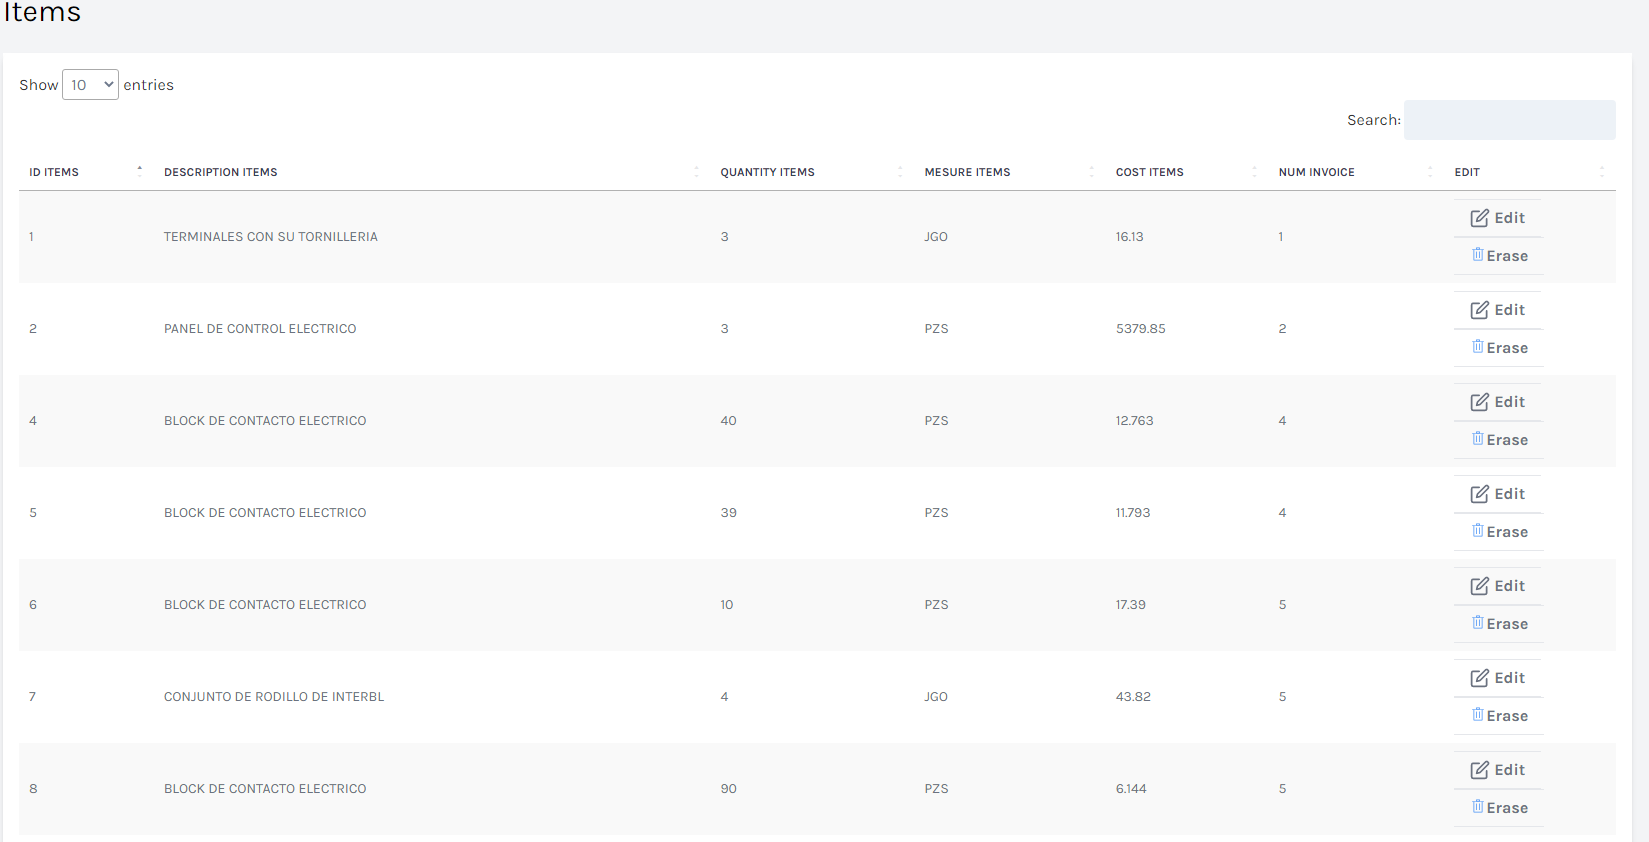 Items
Show 10 entries
Search:
ID ITEMS DESCRIPTION ITEMS QUANTITY ITEMS MESURE ITEMS COST ITEMS NUM INVOICE EDIT
1 TERMINALES CON SU TORNILLERIA 3 JGO 16.13 1 Edit
Erase
2 PANEL DE CONTROL ELECTRICO 3 PZS 5379.85 2 Edit
Erase
4 BLOCK DE CONTACTO ELECTRICO 40 PZS 12.763 4 Edit
Erase
5 BLOCK DE CONTACTO ELECTRICO 39 PZS 11.793 4 Edit
Erase
6 BLOCK DE CONTACTO ELECTRICO 10 PZS 17.39 5 Edit
Erase
7 CONJUNTO DE RODILLO DE INTERBL 4 JGO 43.82 5 Edit
Erase
8 BLOCK DE CONTACTO ELECTRICO 90 PZS 6.144 5 Edit
Erase